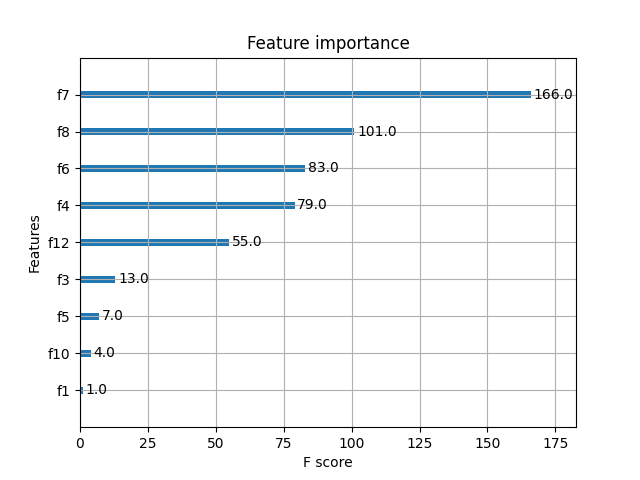 Feature importance
Features
f7 166.0
f8 101.0
f6 83.0
f4 79.0
f12 55.0
f3 13.0
f5 7.0
f10 4.0
f1 1.0
0 25 50 75 100 125 150 175
F score